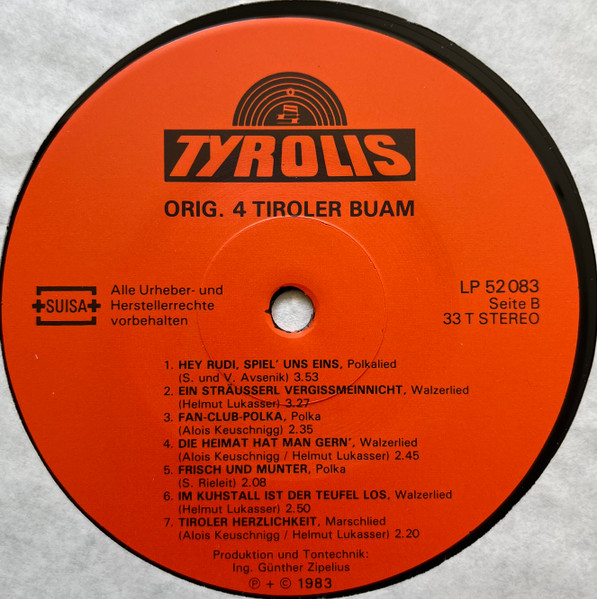 TYROLIS
ORIG. 4 TIROLER BUAM
SUISA
Alle Urheber- und
Herstellerrechte
vorbehalten
LP 52 083
Seite B
33 T STEREO
1. HEY RUDI, SPIEL' UNS EINS, Polkalied
(S. und V. Avsenik) 3.53
2. EIN STRÄUSSERL VERGISSMEINNICHT, Walzerlied
(Helmut Lukasser) 3.27
3. FAN-CLUB-POLKA, Polka
(Alois Keuschnigg) 2.35
4. DIE HEIMAT HAT MAN GERN', Walzerlied
(Alois Keuschnigg / Helmut Lukasser) 2.45
5. FRISCH UND MUNTER, Polka
(S. Rieleit) 2.08
6. IM KUHSTALL IST DER TEUFEL LOS, Walzerlied
(Helmut Lukasser) 2.50
7. TIROLER HERZLICHKEIT, Marschlied
(Alois Keuschnigg / Helmut Lukasser) 2.20
Produktion und Tontechnik:
Ing. Günther Zipelius
℗ + © 1983